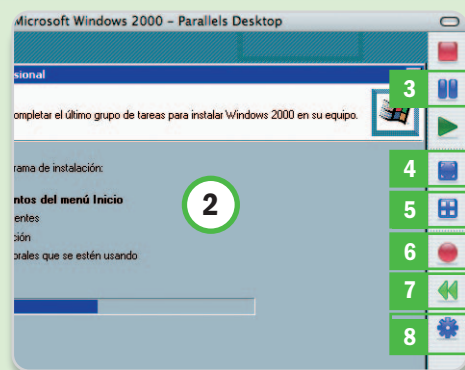 Microsoft Windows 2000 – Parallels Desktop
sional
ompletar el último grupo de tareas para instalar Windows 2000 en su equipo.
rama de instalación:
ntos del menú Inicio
entes
ción
orales que se estén usando
2
3
4
5
6
7
8